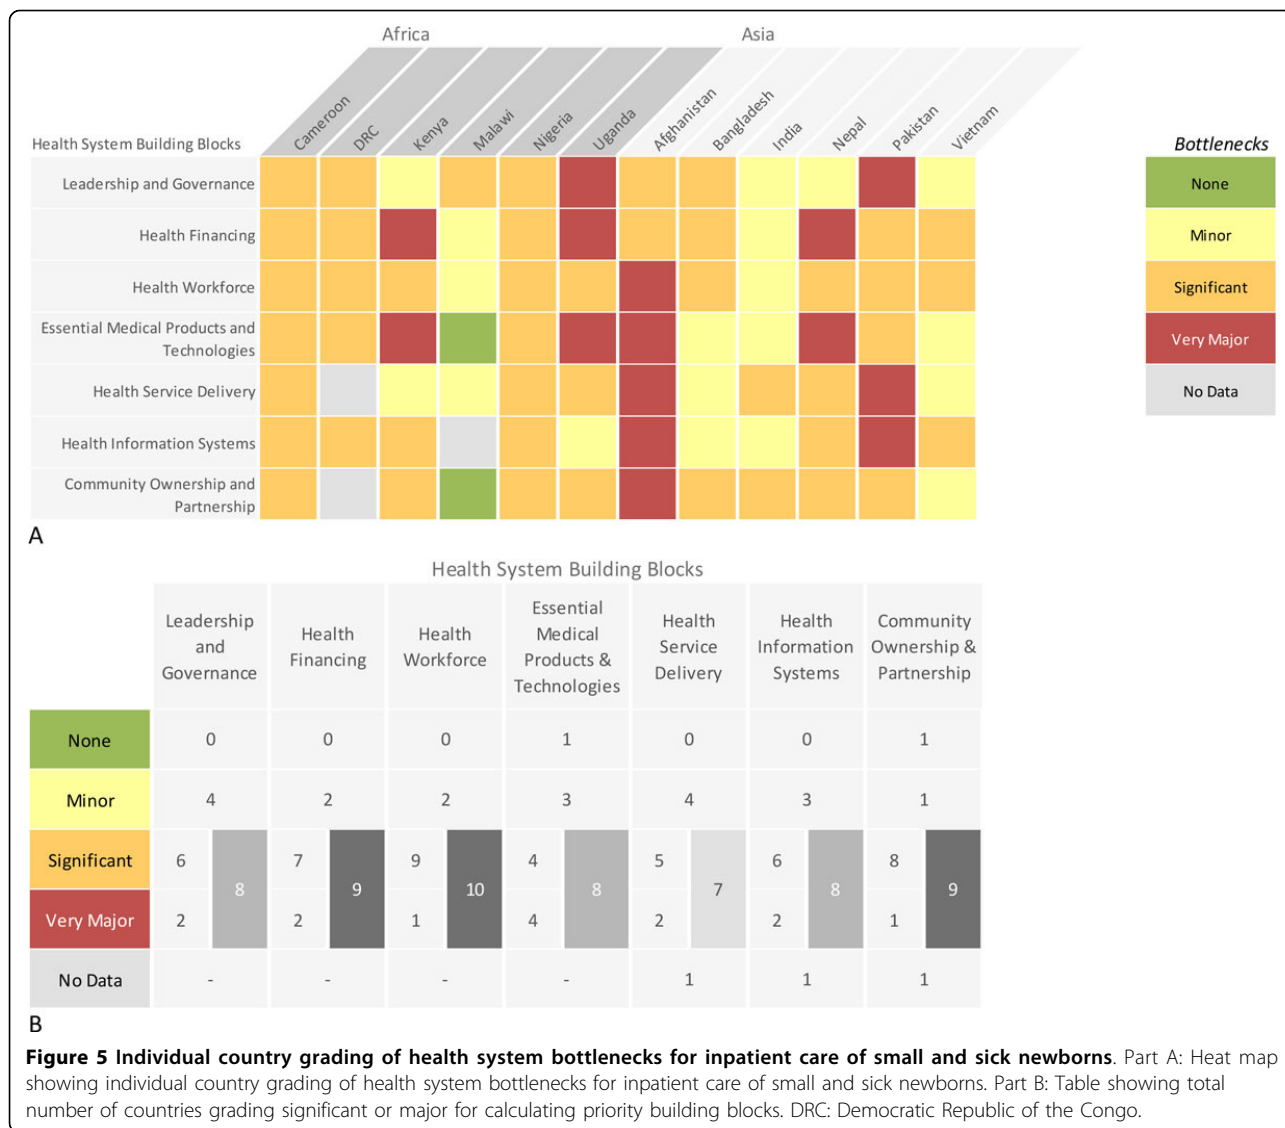 Africa
Asia
Cameroon
DRC
Kenya
Malawi
Nigeria
Uganda
Afghanistan
Bangladesh
India
Nepal
Pakistan
Vietnam
Health System Building Blocks
Leadership and Governance
Health Financing
Health Workforce
Essential Medical Products and
Technologies
Health Service Delivery
Health Information Systems
Community Ownership and
Partnership
Bottlenecks
None
Minor
Significant
Very Major
No Data
A
Health System Building Blocks
Leadership
and
Governance
Health
Financing
Health
Workforce
Essential
Medical
Products &
Technologies
Health
Service
Delivery
Health
Information
Systems
Community
Ownership &
Partnership
None 0 0 0 1 0 0 1
Minor 4 2 2 3 4 3 1
Significant 6 7 9 4 5 6 8
8 9 10 8 7 8 9
Very Major 2 2 1 4 2 2 1
No Data - - - - 1 1 1
B
Figure 5 Individual country grading of health system bottlenecks for inpatient care of small and sick newborns. Part A: Heat map
showing individual country grading of health system bottlenecks for inpatient care of small and sick newborns. Part B: Table showing total
number of countries grading significant or major for calculating priority building blocks. DRC: Democratic Republic of the Congo.